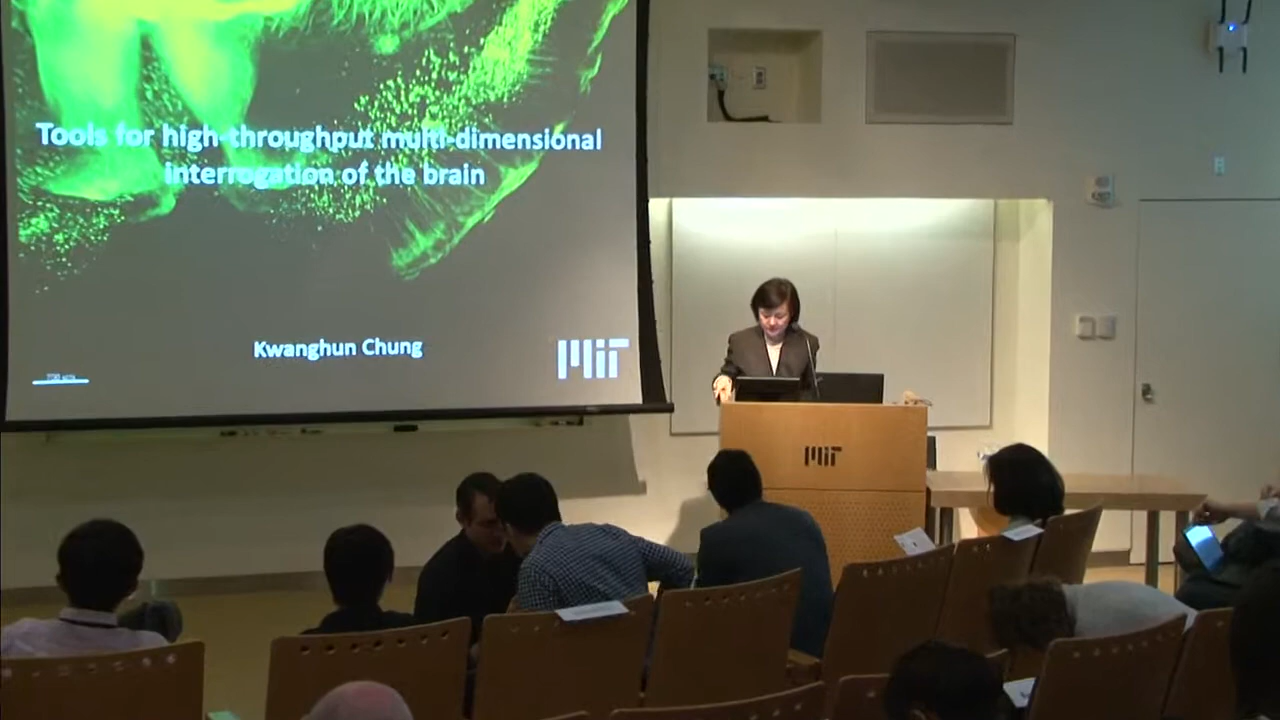 Tools for high-throughput multi-dimensional
interrogation of the brain
Kwanghun Chung
MIT
MIT